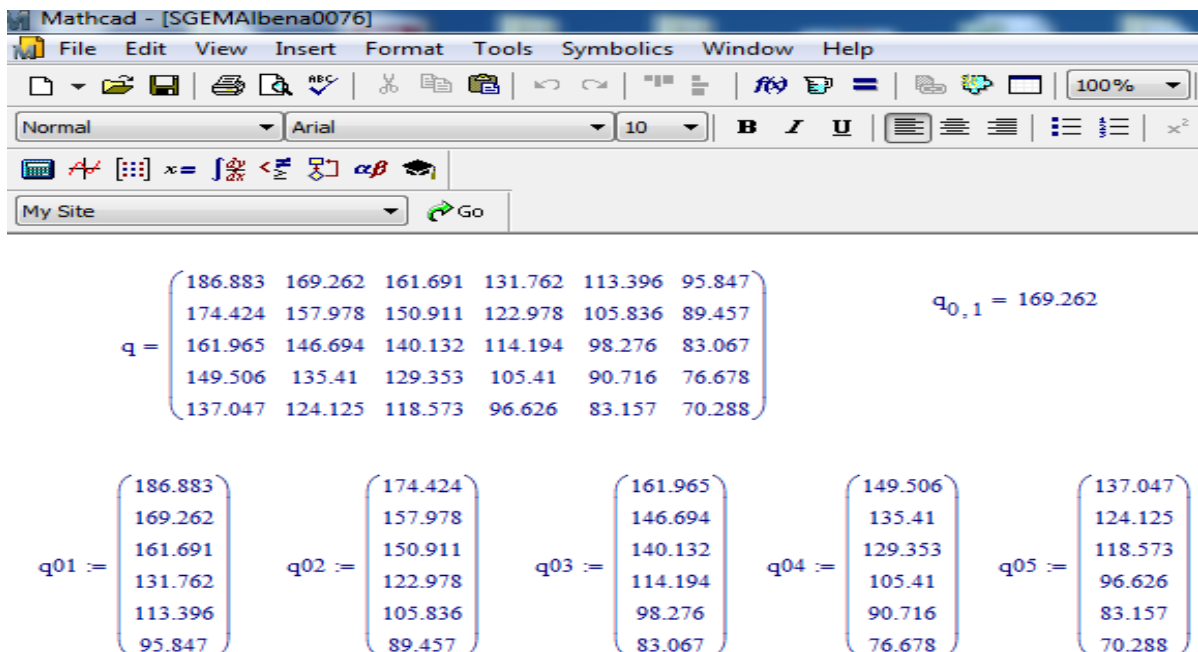 Mathcad - [SGEMAlbena0076]
File Edit View Insert Format Tools Symbolics Window Help
ABC f(x) = 100%
Normal Arial 10 B I U x²
x= ∫ dy/dx <≥ αβ
My Site Go
186.883 169.262 161.691 131.762 113.396 95.847
174.424 157.978 150.911 122.978 105.836 89.457
q = 161.965 146.694 140.132 114.194 98.276 83.067
149.506 135.41 129.353 105.41 90.716 76.678
137.047 124.125 118.573 96.626 83.157 70.288
q0,1 = 169.262
186.883 174.424 161.965 149.506 137.047
169.262 157.978 146.694 135.41 124.125
161.691 150.911 140.132 129.353 118.573
q01 := q02 := q03 := q04 := q05 :=
131.762 122.978 114.194 105.41 96.626
113.396 105.836 98.276 90.716 83.157
95.847 89.457 83.067 76.678 70.288